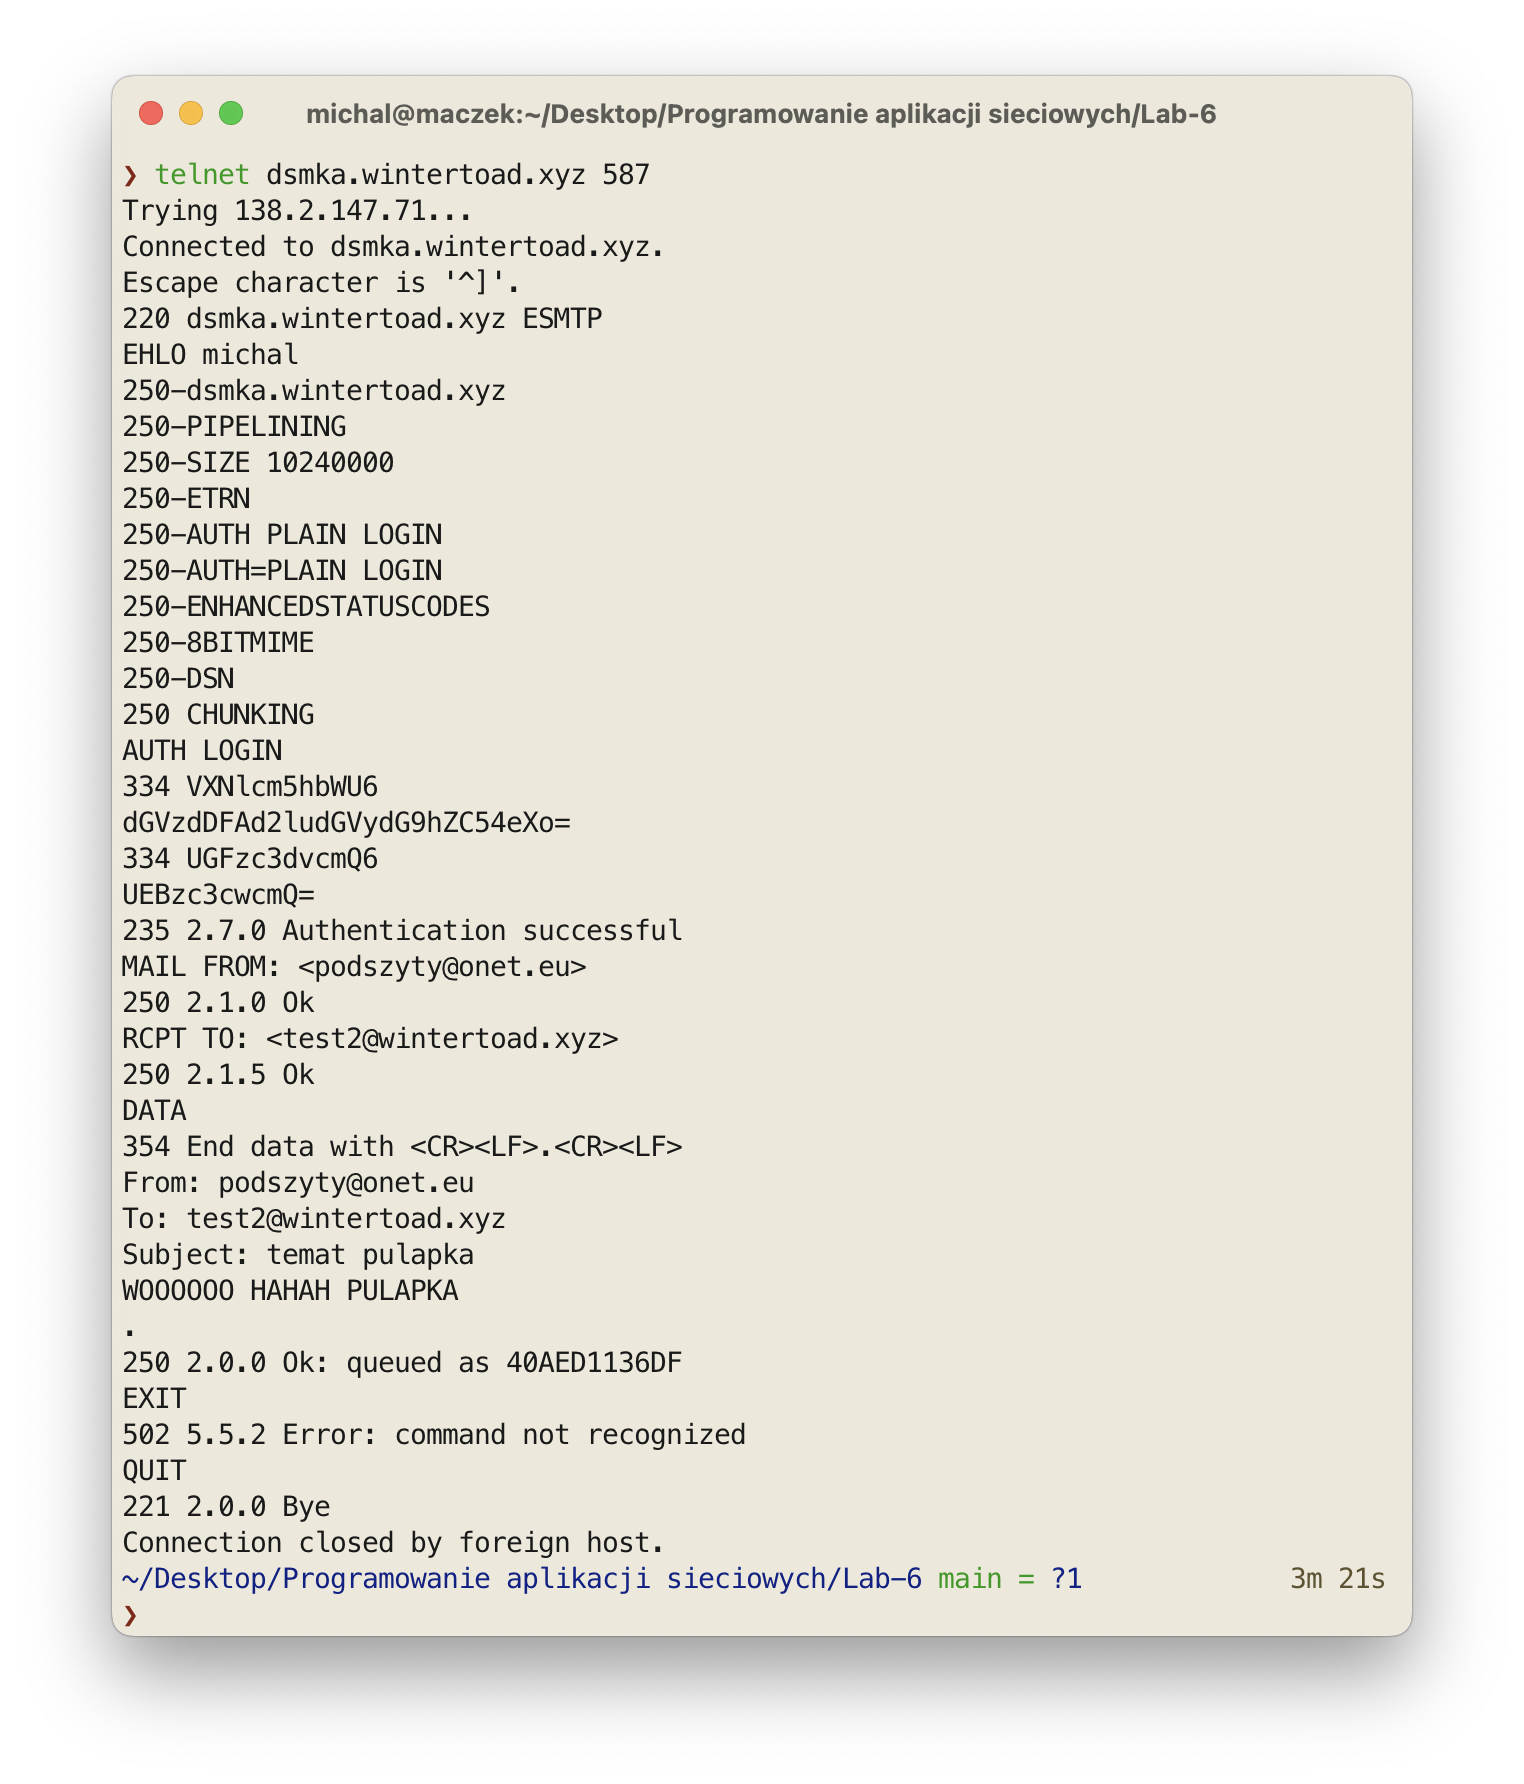 michal@maczek:~/Desktop/Programowanie aplikacji sieciowych/Lab-6
❯ telnet dsmka.wintertoad.xyz 587
Trying 138.2.147.71...
Connected to dsmka.wintertoad.xyz.
Escape character is '^]'.
220 dsmka.wintertoad.xyz ESMTP
EHLO michal
250-dsmka.wintertoad.xyz
250-PIPELINING
250-SIZE 10240000
250-ETRN
250-AUTH PLAIN LOGIN
250-AUTH=PLAIN LOGIN
250-ENHANCEDSTATUSCODES
250-8BITMIME
250-DSN
250 CHUNKING
AUTH LOGIN
334 VXNlcm5hbWU6
dGVzdDFAd2ludGVydG9hZC54eXo=
334 UGFzc3dvcmQ6
UEBzc3cwcmQ=
235 2.7.0 Authentication successful
MAIL FROM: <podszyty@onet.eu>
250 2.1.0 Ok
RCPT TO: <test2@wintertoad.xyz>
250 2.1.5 Ok
DATA
354 End data with <CR><LF>.<CR><LF>
From: podszyty@onet.eu
To: test2@wintertoad.xyz
Subject: temat pulapka
WOOOOOO HAHAH PULAPKA
.
250 2.0.0 Ok: queued as 40AED1136DF
EXIT
502 5.5.2 Error: command not recognized
QUIT
221 2.0.0 Bye
Connection closed by foreign host.
~/Desktop/Programowanie aplikacji sieciowych/Lab-6 main = ?1 3m 21s
❯